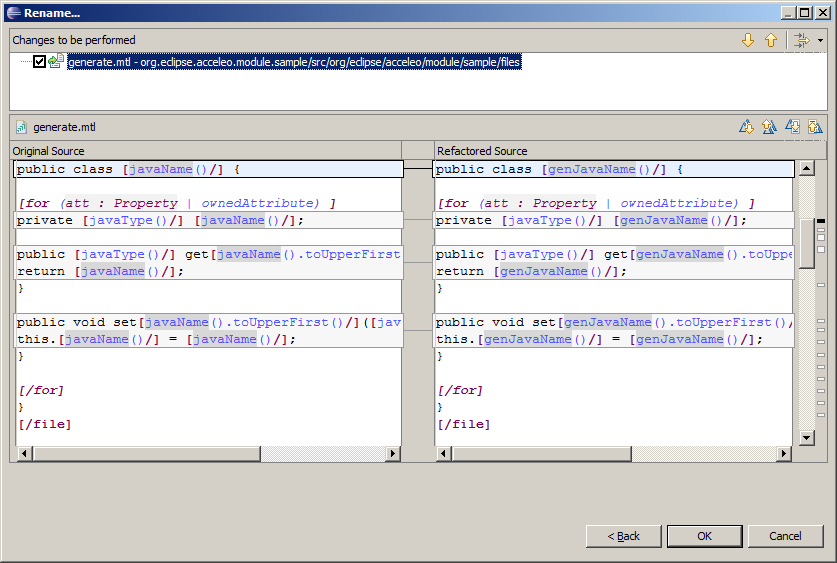 Rename...
Changes to be performed
generate.mtl - org.eclipse.acceleo.module.sample/src/org/eclipse/acceleo/module/sample/files
generate.mtl
Original Source
public class [javaName()/] {
[for (att : Property | ownedAttribute) ]
private [javaType()/] [javaName()/];
public [javaType()/] get[javaName().toUpperFirst
return [javaName()/];
}
public void set[javaName().toUpperFirst()/]([jav
this.[javaName()/] = [javaName()/];
}
[/for]
}
[/file]
Refactored Source
public class [genJavaName()/] {
[for (att : Property | ownedAttribute) ]
private [javaType()/] [genJavaName()/];
public [javaType()/] get[genJavaName().toUppe
return [genJavaName()/];
}
public void set[genJavaName().toUpperFirst()/
this.[genJavaName()/] = [genJavaName()/];
}
[/for]
}
[/file]
< Back
OK
Cancel